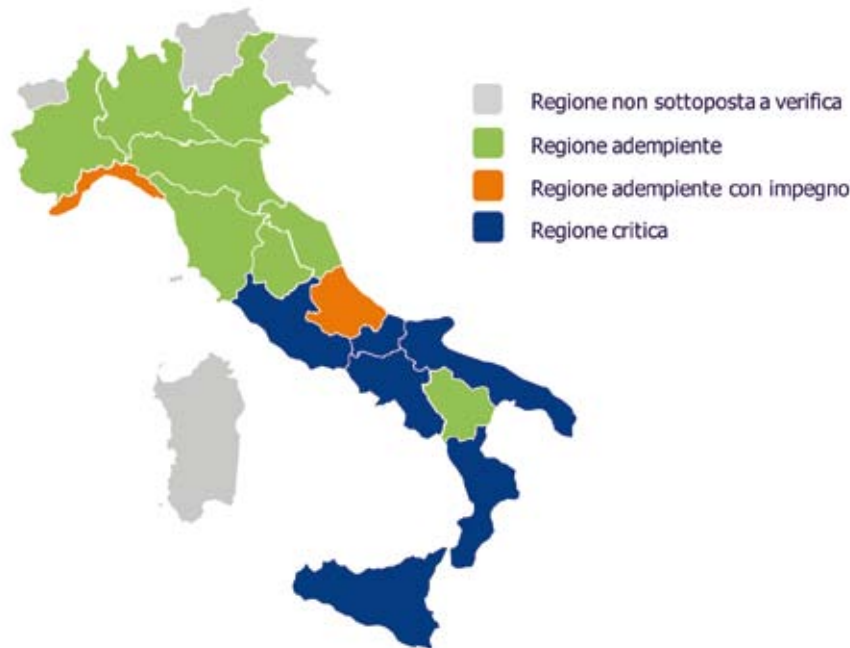 Regione non sottoposta a verifica
Regione adempiente
Regione adempiente con impegno
Regione critica